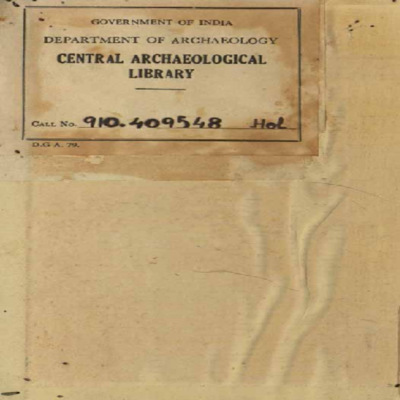 GOVERNMENT OF INDIA
DEPARTMENT OF ARCHAEOLOGY
CENTRAL ARCHAEOLOGICAL
LIBRARY
CALL No. 910.409548 Hol
D.G A. 79.